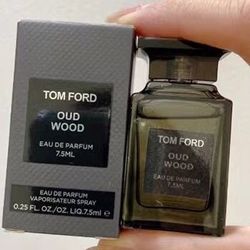 TOM FORD
OUD
WOOD
EAU DE PARFUM
7.5ML
EAU DE PARFUM
VAPORISATEUR SPRAY
0.25 FL. OZ./OZ. LIQ.7.5ml ℮
TOM FORD
OUD
WOOD
EAU DE PARFUM
7.5ML